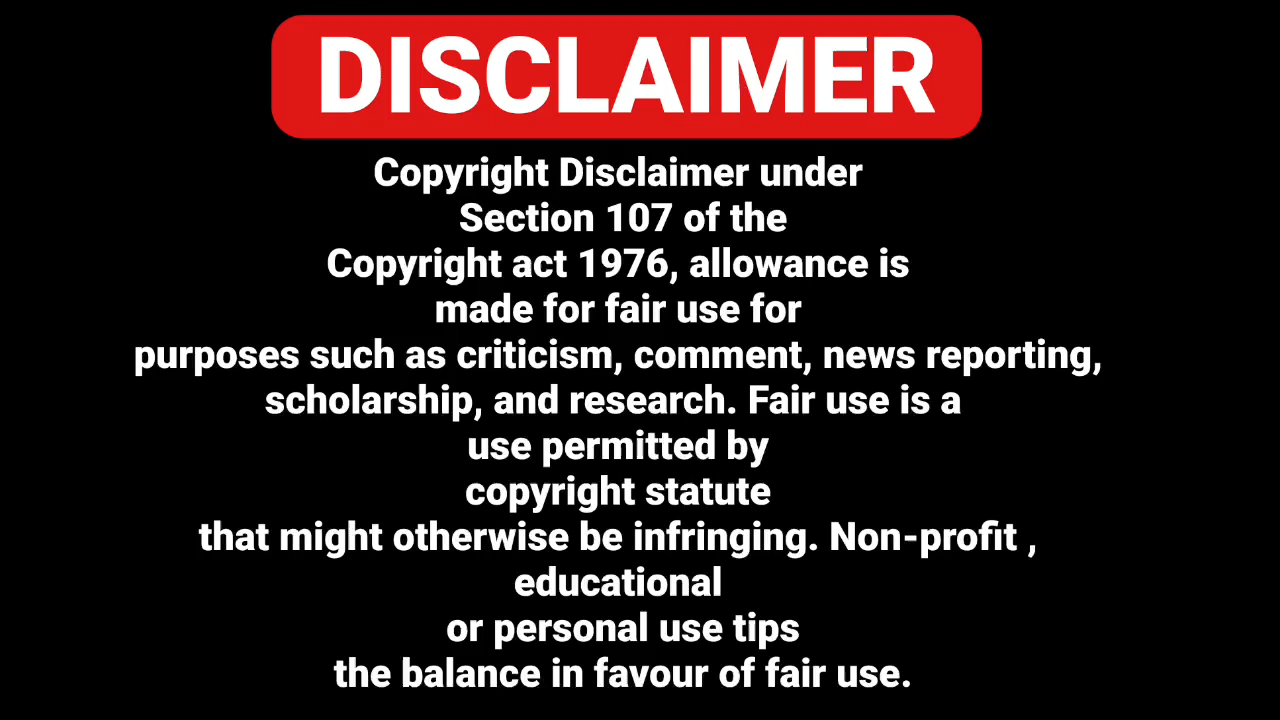 DISCLAIMER
Copyright Disclaimer under
Section 107 of the
Copyright act 1976, allowance is
made for fair use for
purposes such as criticism, comment, news reporting,
scholarship, and research. Fair use is a
use permitted by
copyright statute
that might otherwise be infringing. Non-profit ,
educational
or personal use tips
the balance in favour of fair use.